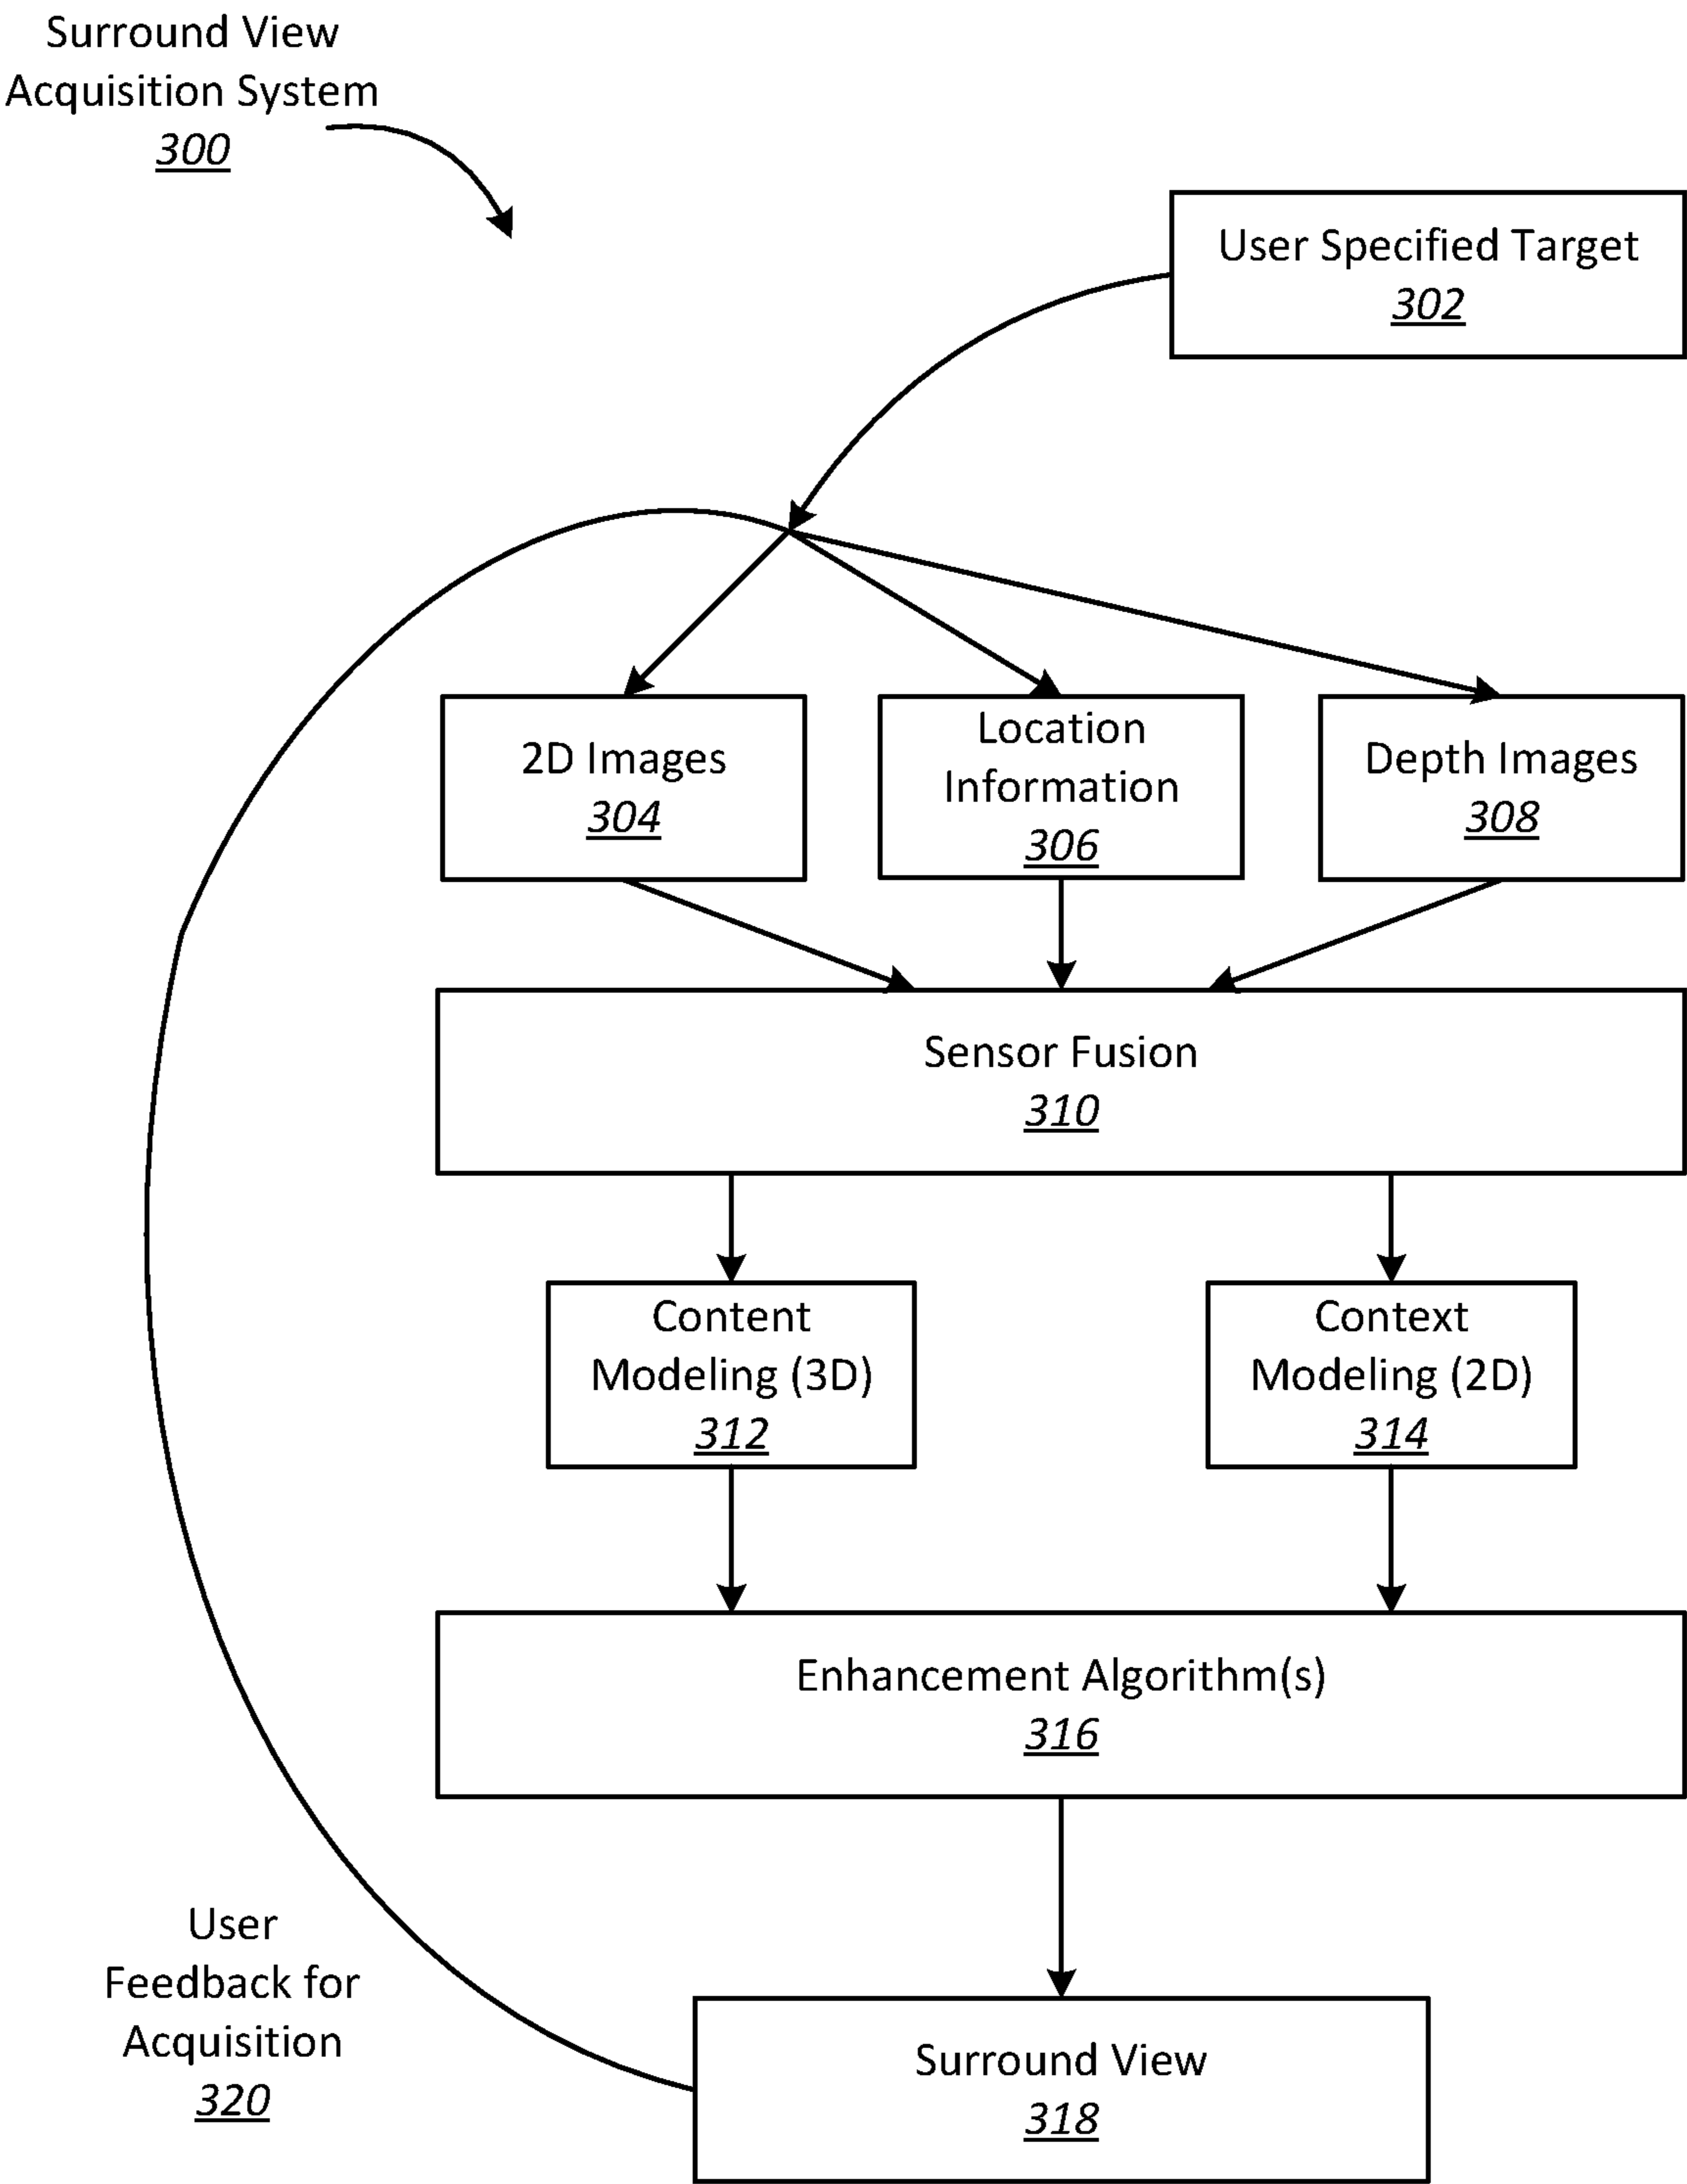 Surround View
Acquisition System
300
User Specified Target
302
2D Images
304
Location
Information
306
Depth Images
308
Sensor Fusion
310
Content
Modeling (3D)
312
Context
Modeling (2D)
314
Enhancement Algorithm(s)
316
User
Feedback for
Acquisition
320
Surround View
318